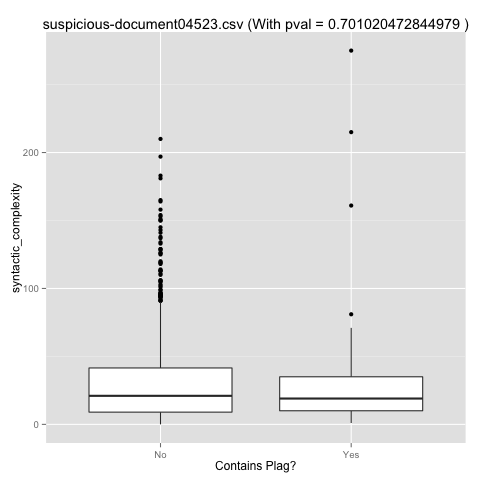 suspicious-document04523.csv (With pval = 0.701020472844979 )
syntactic_complexity
200
100
0
No
Yes
Contains Plag?